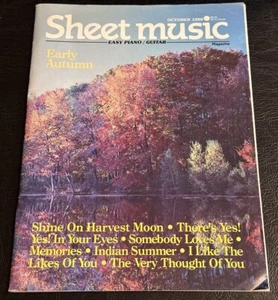 OCTOBER 1990
Sheet music
EASY PIANO/GUITAR
Magazine
Early
Autumn
Shine On Harvest Moon • There's Yes!
Yes! In Your Eyes • Somebody Loves Me •
Memories • Indian Summer • I Like The
Likes Of You • The Very Thought Of You